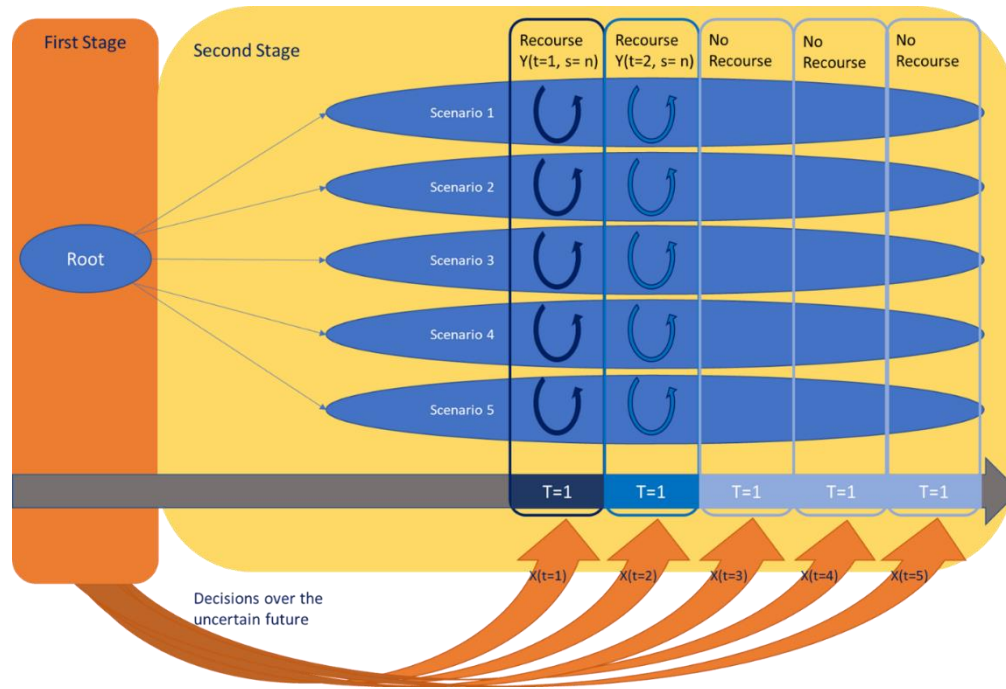 First Stage
Second Stage
Recourse
Y(t=1, s= n)
Recourse
Y(t=2, s= n)
No
Recourse
No
Recourse
No
Recourse
Scenario 1
Scenario 2
Root
Scenario 3
Scenario 4
Scenario 5
T=1
T=1
T=1
T=1
T=1
X(t=1)
X(t=2)
X(t=3)
X(t=4)
X(t=5)
Decisions over the
uncertain future